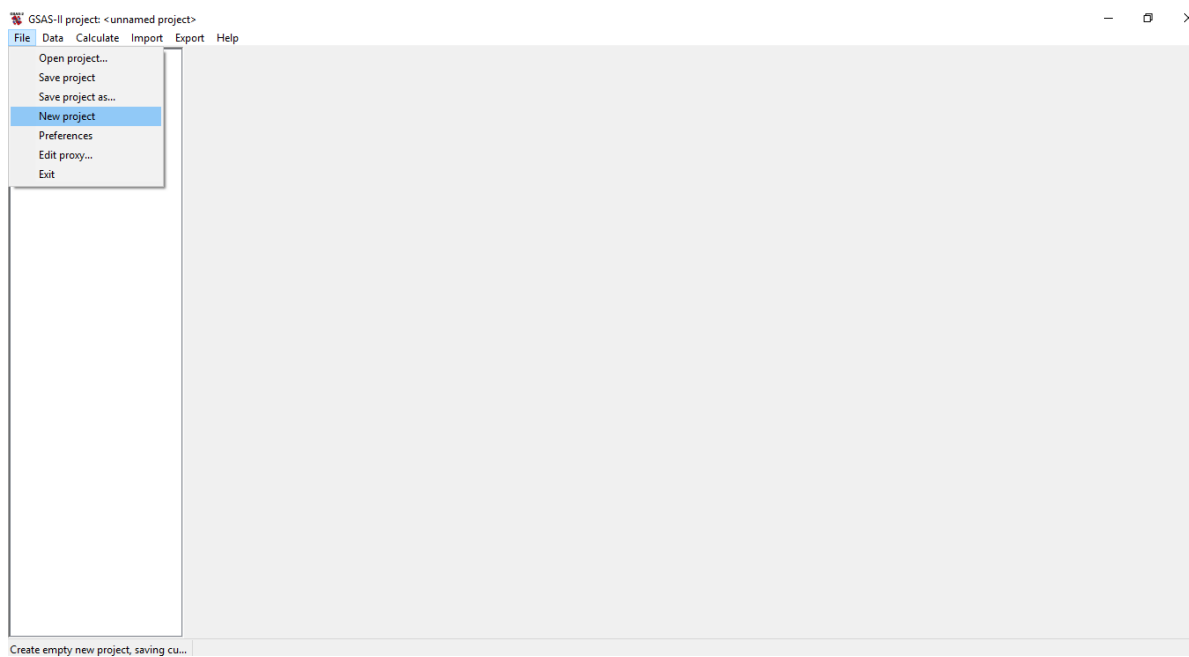 GSAS-II project: <unnamed project>
File Data Calculate Import Export Help
Open project...
Save project
Save project as...
New project
Preferences
Edit proxy...
Exit
Create empty new project, saving cu...